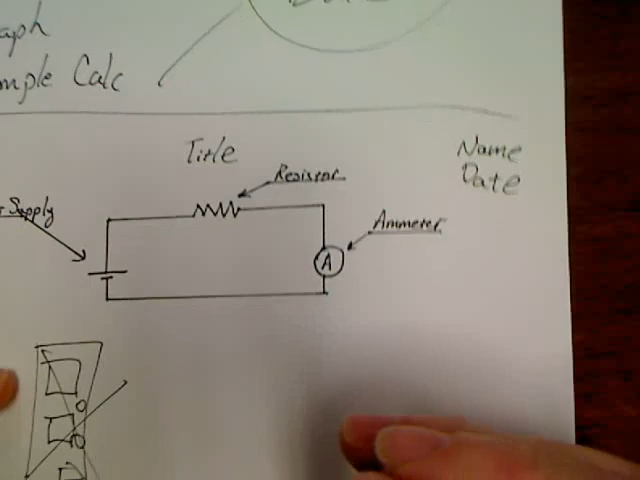 aph
mple Calc
Title
Name
Date
Resistor
Supply
Ammeter
A